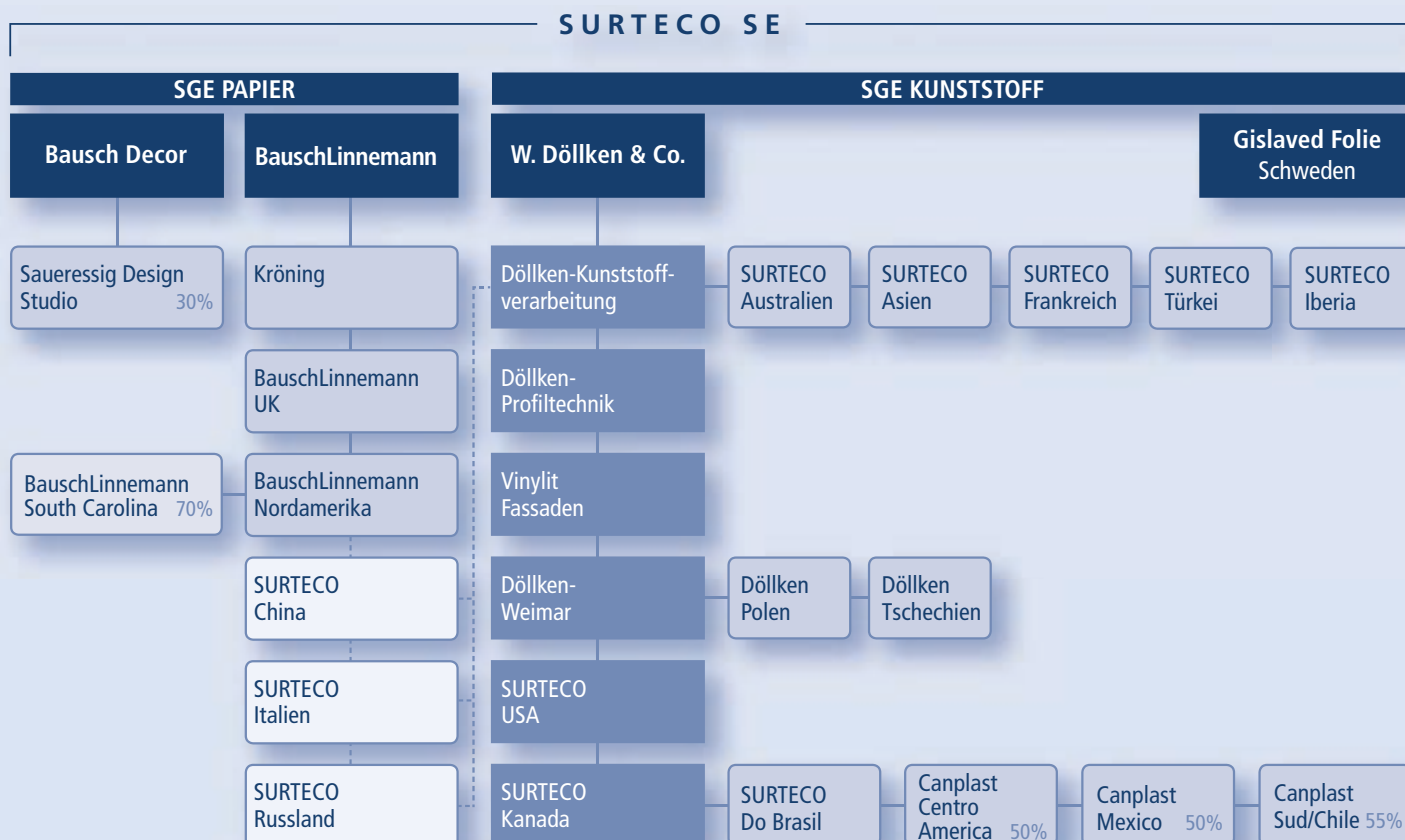 SURTECO SE
SGE PAPIER
SGE KUNSTSTOFF
Bausch Decor
BauschLinnemann
W. Döllken & Co.
Gislaved Folie
Schweden
Saueressig Design
Studio 30%
Kröning
Döllken-Kunststoff-
verarbeitung
SURTECO
Australien
SURTECO
Asien
SURTECO
Frankreich
SURTECO
Türkei
SURTECO
Iberia
BauschLinnemann
UK
Döllken-
Profiltechnik
BauschLinnemann
South Carolina 70%
BauschLinnemann
Nordamerika
Vinylit
Fassaden
SURTECO
China
Döllken-
Weimar
Döllken
Polen
Döllken
Tschechien
SURTECO
Italien
SURTECO
USA
SURTECO
Russland
SURTECO
Kanada
SURTECO
Do Brasil
Canplast
Centro
America 50%
Canplast
Mexico 50%
Canplast
Sud/Chile 55%